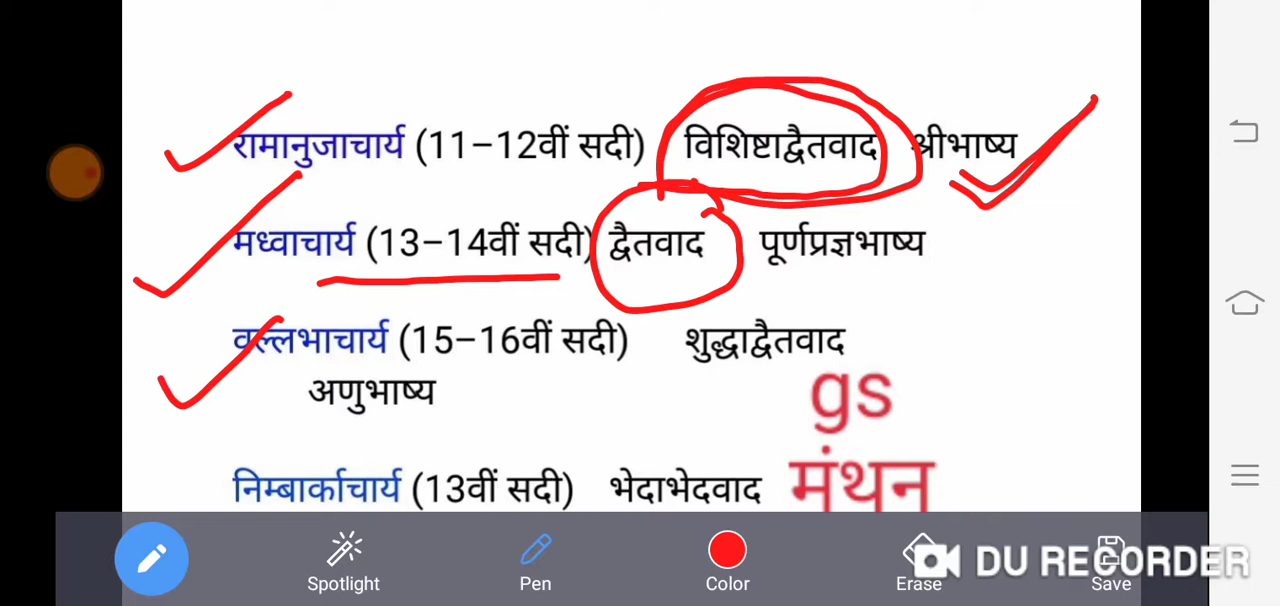 रामानुजाचार्य (11–12वीं सदी) विशिष्टाद्वैतवाद श्रीभाष्य
मध्वाचार्य (13–14वीं सदी) द्वैतवाद पूर्णप्रज्ञभाष्य
वल्लभाचार्य (15–16वीं सदी) शुद्धाद्वैतवाद
अणुभाष्य
gs
निम्बार्काचार्य (13वीं सदी) भेदाभेदवाद मंथन
Spotlight Pen Color Erase Save
DU RECORDER